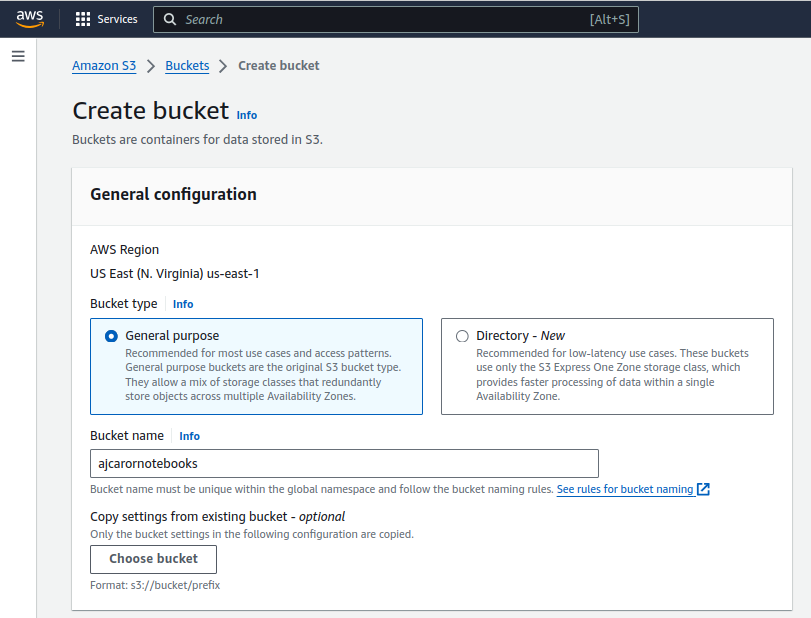 aws
Services
Search
[Alt+S]
Amazon S3 > Buckets > Create bucket
Create bucket Info
Buckets are containers for data stored in S3.
General configuration
AWS Region
US East (N. Virginia) us-east-1
Bucket type Info
General purpose
Recommended for most use cases and access patterns.
General purpose buckets are the original S3 bucket type.
They allow a mix of storage classes that redundantly
store objects across multiple Availability Zones.
Directory - New
Recommended for low-latency use cases. These buckets
use only the S3 Express One Zone storage class, which
provides faster processing of data within a single
Availability Zone.
Bucket name Info
ajcarornotebooks
Bucket name must be unique within the global namespace and follow the bucket naming rules. See rules for bucket naming
Copy settings from existing bucket - optional
Only the bucket settings in the following configuration are copied.
Choose bucket
Format: s3://bucket/prefix